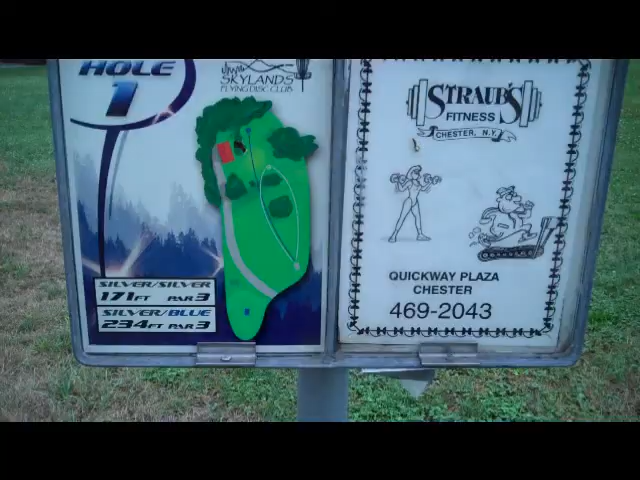 HOLE
1
SKYLANDS
FLYING DISC CLUB
SILVER/SILVER
171FT PAR 3
SILVER/BLUE
234FT PAR 3
STRAUB'S
FITNESS
CHESTER, N.Y.
QUICKWAY PLAZA
CHESTER
469-2043